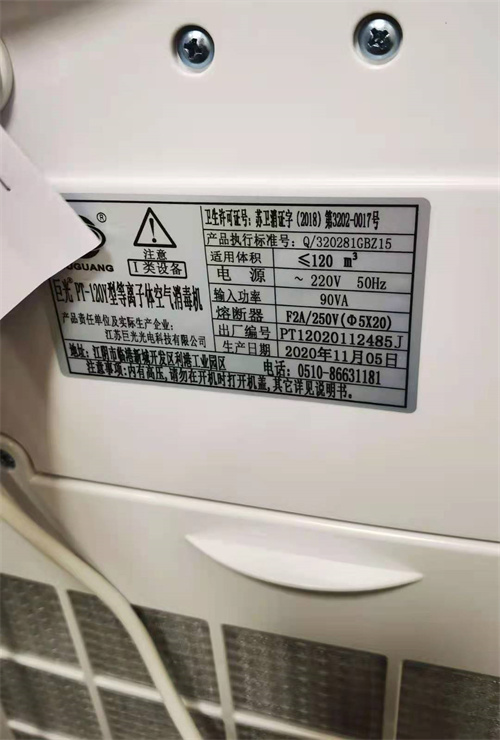 ®
GUANG
注意
I类设备
巨光 PT-120V型等离子体空气消毒机
产品责任单位及实际生产企业:
江苏巨光光电科技有限公司
卫生许可证号: 苏卫消证字(2018)第3202-0017号
产品执行标准号: Q/320281GBZ15
适用体积 ≤120 m³
电源 ~220V 50Hz
输入功率 90VA
熔断器 F2A/250V(Φ5X20)
出厂编号 PT12020112485J
生产日期 2020年11月05日
地址: 江阴市临港新城开发区利港工业园区 电话: 0510-86631181
注意事项: 内有高压, 请勿在开机时打开机盖, 其它详见说明书.